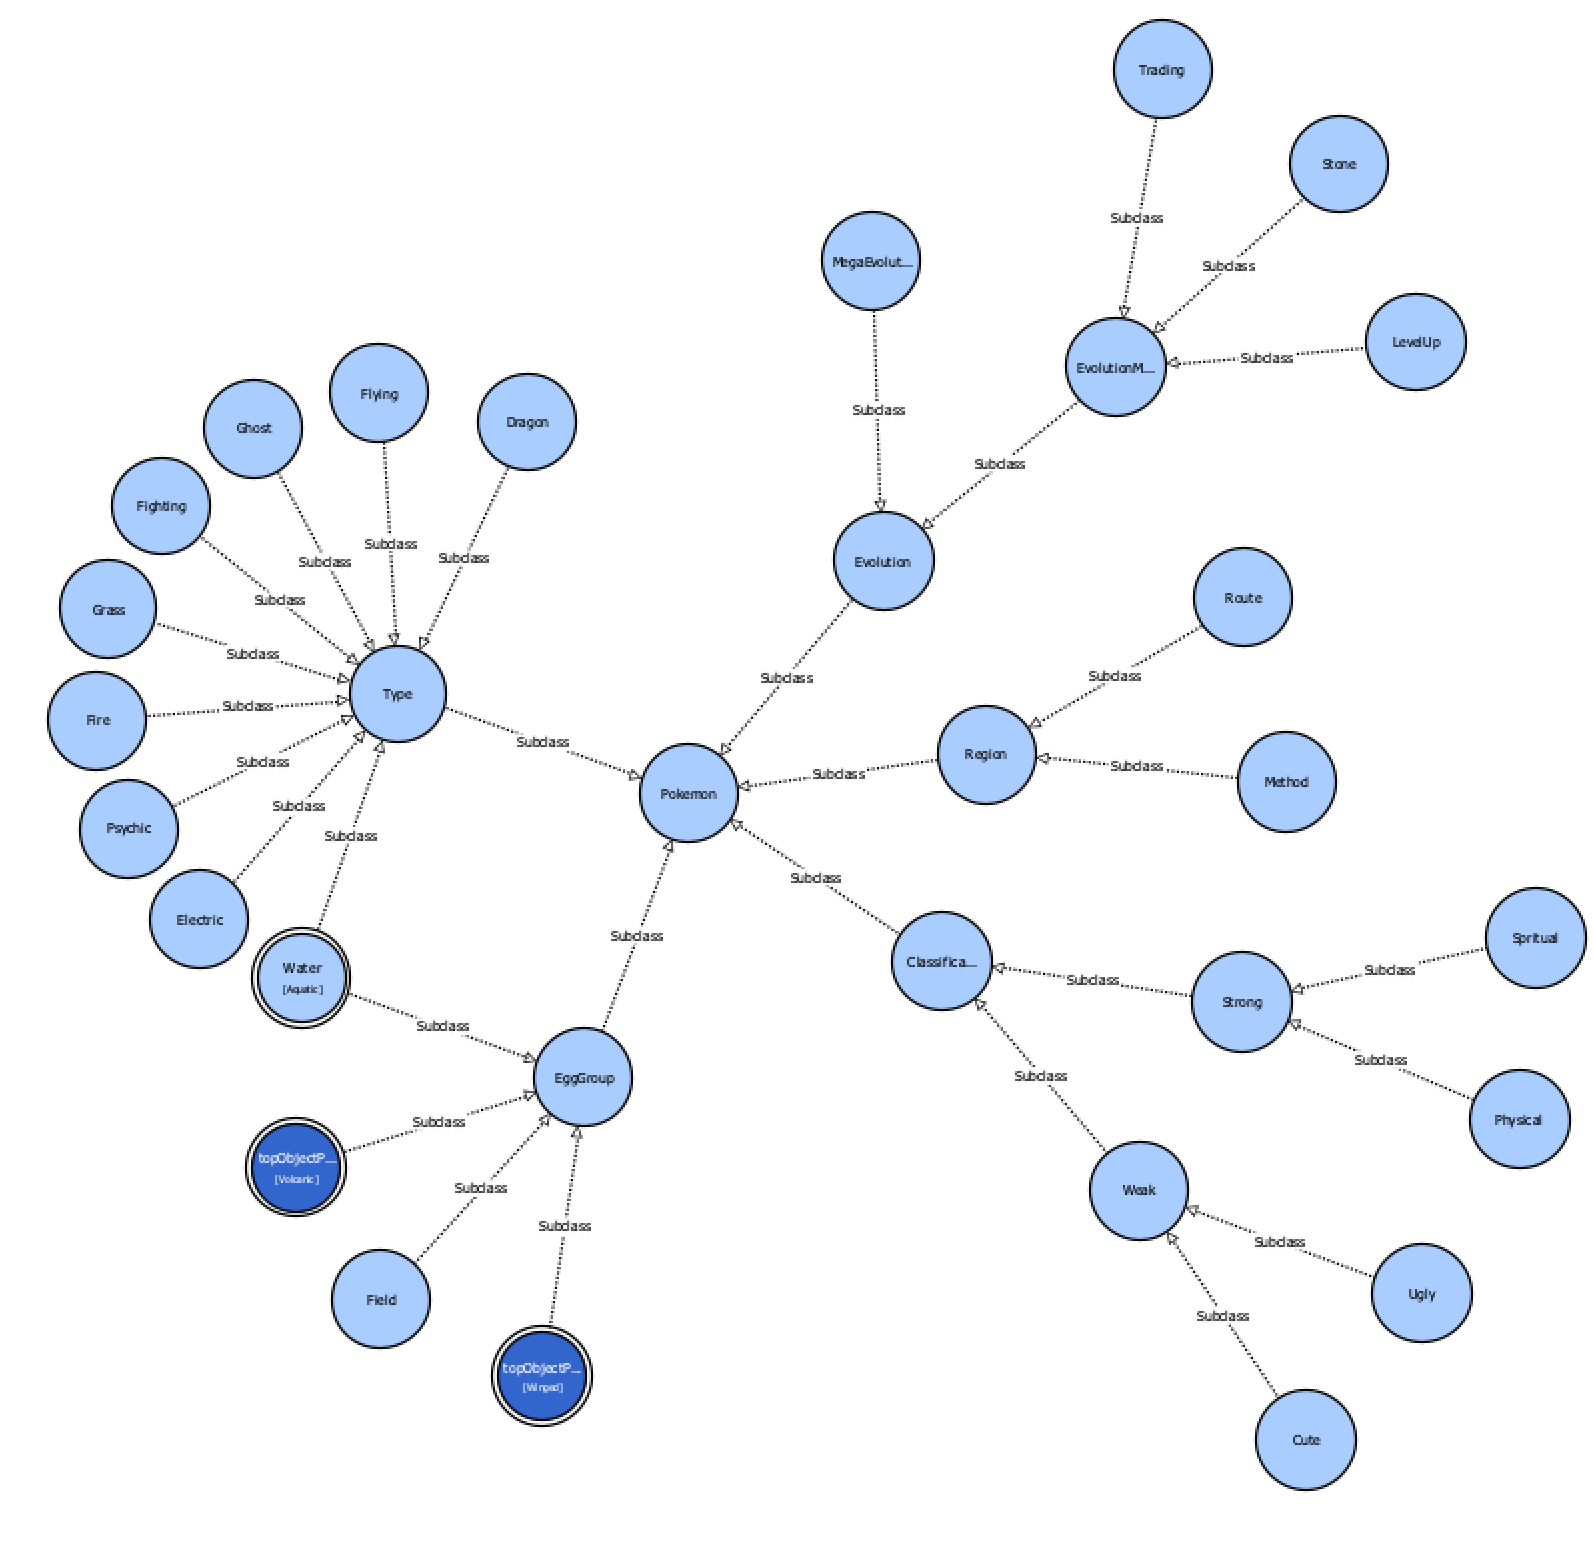 Trading
Stone
Subclass
MegaEvolut...
Subclass
LevelUp
EvolutionM...
Subclass
Flying
Subclass
Dragon
Ghost
Subclass
Fighting
Subclass
Subclass
Subclass
Evolution
Subclass
Route
Subclass
Grass
Subclass
Subclass
Subclass
Type
Subclass
Fire
Subclass
Subclass
Region
Subclass
Subclass
Subclass
Method
Pokemon
Subclass
Psychic
Subclass
Subclass
Electric
Subclass
Spritual
Classifica...
Water
[Aquatic]
Subclass
Subclass
Strong
Subclass
Subclass
Physical
Subclass
EggGroup
Subclass
topObjectP...
[Volcanic]
Subclass
Weak
Subclass
Subclass
Ugly
Field
Subclass
topObjectP...
[Winged]
Cute